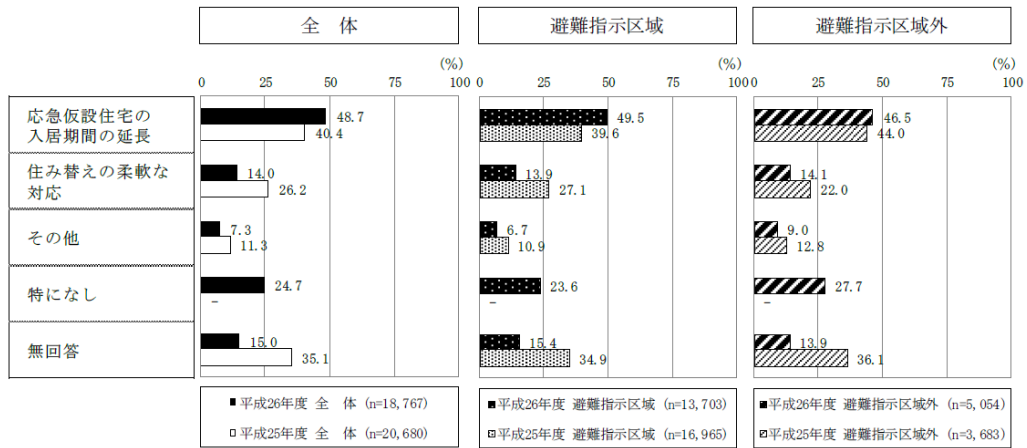 全 体
避難指示区域
避難指示区域外
(%)
(%)
(%)
0 25 50 75 100
0 25 50 75 100
0 25 50 75 100
応急仮設住宅の
入居期間の延長
48.7
40.4
49.5
39.6
46.5
44.0
住み替えの柔軟な
対応
14.0
26.2
13.9
27.1
14.1
22.0
その他
7.3
11.3
6.7
10.9
9.0
12.8
特になし
24.7
–
23.6
–
27.7
–
無回答
15.0
35.1
15.4
34.9
13.9
36.1
平成26年度 全 体 (n=18,767)
平成25年度 全 体 (n=20,680)
平成26年度 避難指示区域 (n=13,703)
平成25年度 避難指示区域 (n=16,965)
平成26年度 避難指示区域外 (n=5,054)
平成25年度 避難指示区域外 (n=3,683)